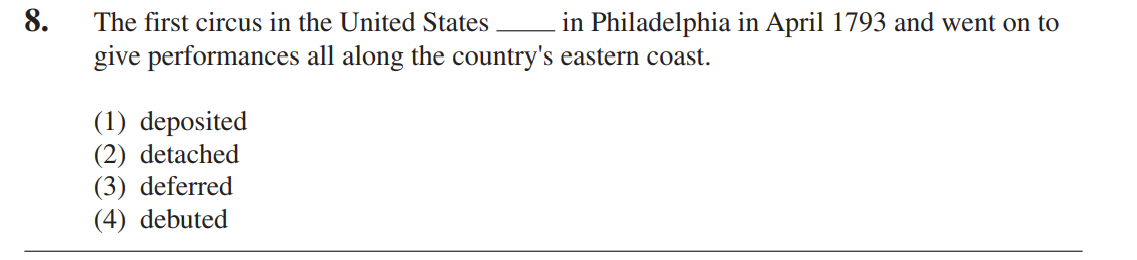 8. The first circus in the United States ____ in Philadelphia in April 1793 and went on to
give performances all along the country's eastern coast.
(1) deposited
(2) detached
(3) deferred
(4) debuted